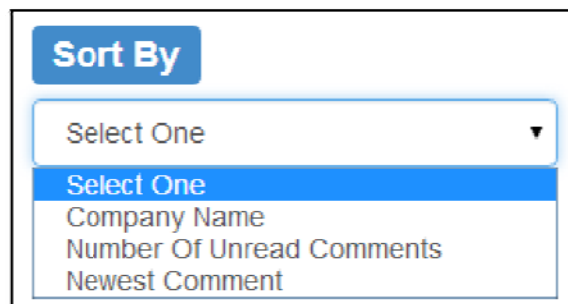 Sort By
Select One
Select One
Company Name
Number Of Unread Comments
Newest Comment